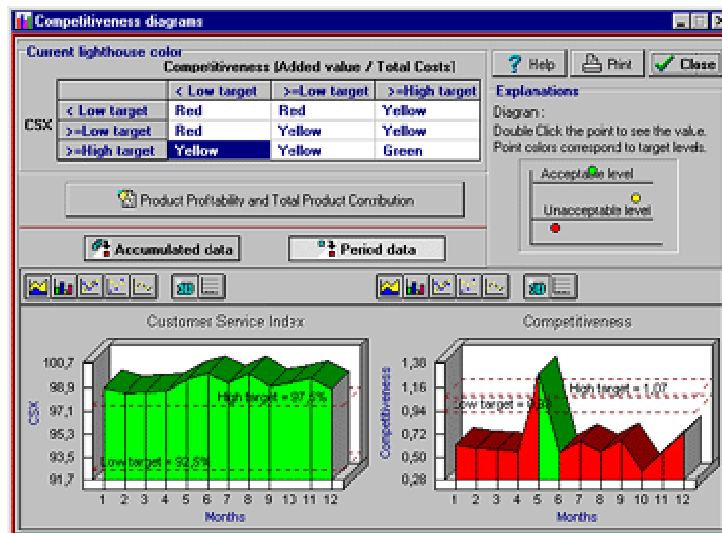 Competitiveness diagrams
Current lighthouse color
Competitiveness [Added value / Total Costs]
< Low target >=Low target >=High target
CSX
< Low target Red Red Yellow
>=Low target Red Yellow Yellow
>=High target Yellow Yellow Green
Help Print Close
Explanations
Diagram :
Double Click the point to see the value.
Point colors correspond to target levels.
Acceptable level
Unacceptable level
Product Profitability and Total Product Contribution
Accumulated data Period data
3D
3D
Customer Service Index
CSX
100,7
98,9
97,1
95,3
93,5
91,7
High target = 97,5%
Low target = 92,5%
1 2 3 4 5 6 7 8 9 10 11 12
Months
Competitiveness
Competitiveness
1,38
1,16
0,94
0,72
0,50
0,28
High target = 1,07
Low target =
1 2 3 4 5 6 7 8 9 10 11 12
Months